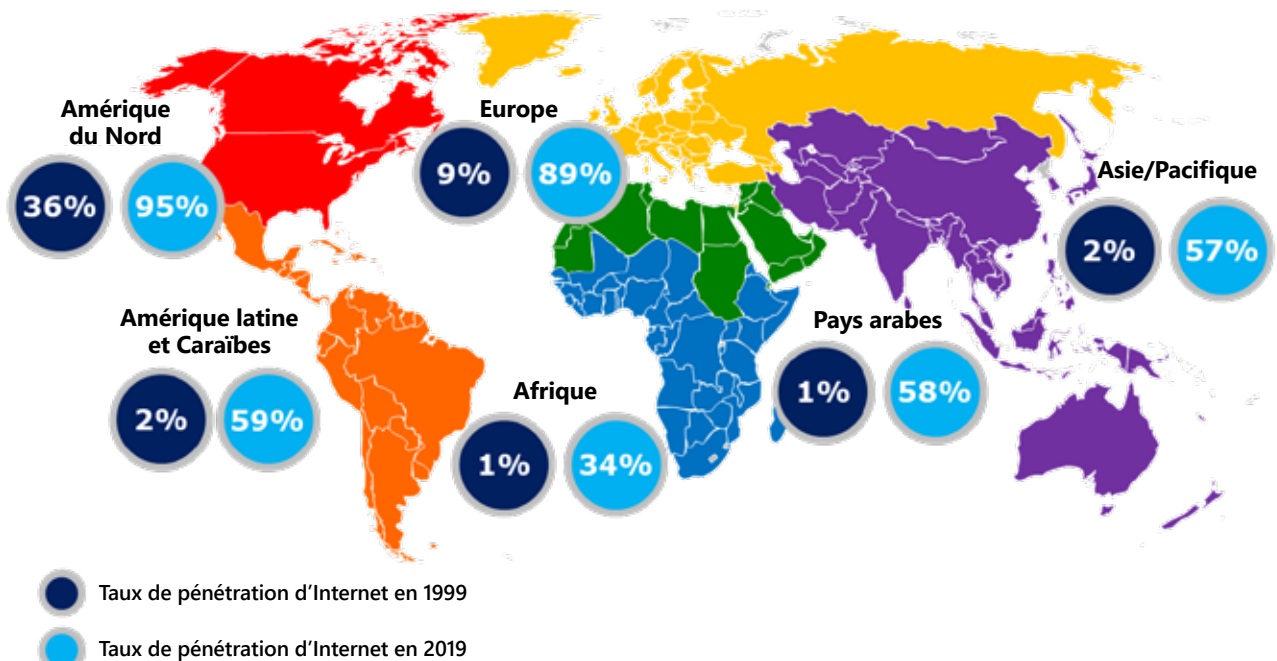 Amérique
du Nord
36% 95%
Europe
9% 89%
Asie/Pacifique
2% 57%
Amérique latine
et Caraïbes
2% 59%
Afrique
1% 34%
Pays arabes
1% 58%
Taux de pénétration d’Internet en 1999
Taux de pénétration d’Internet en 2019